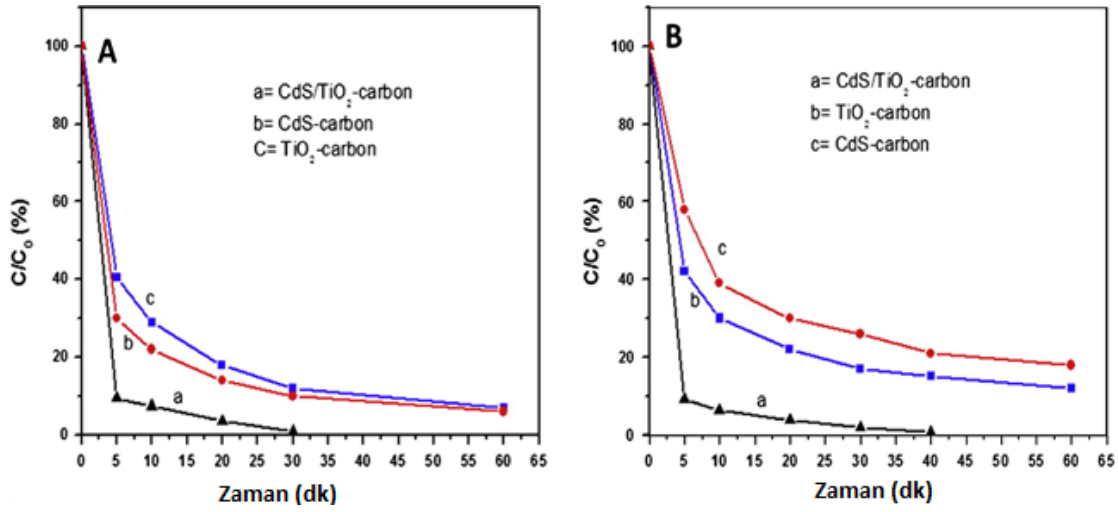 A
a= CdS/TiO₂-carbon
b= CdS-carbon
C= TiO₂-carbon
C/C₀ (%)
100
80
60
40
20
0
c
b
a
0 5 10 15 20 25 30 35 40 45 50 55 60 65
Zaman (dk)
B
a= CdS/TiO₂-carbon
b= TiO₂-carbon
c= CdS-carbon
C/C₀ (%)
100
80
60
40
20
0
c
b
a
0 5 10 15 20 25 30 35 40 45 50 55 60 65
Zaman (dk)